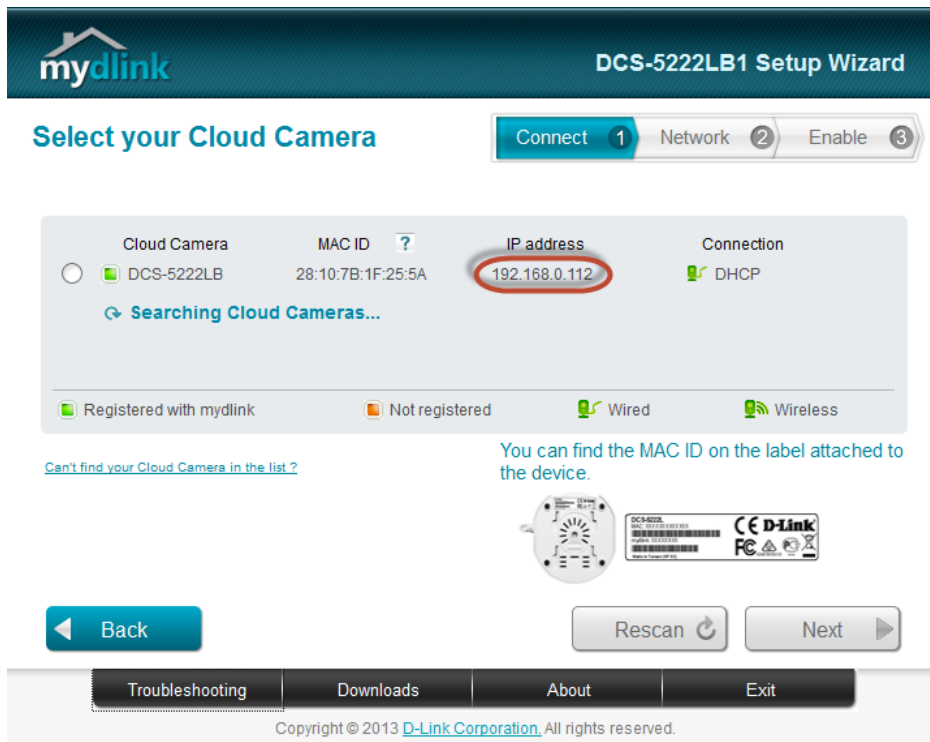 mydlink
DCS-5222LB1 Setup Wizard
Select your Cloud Camera
Connect 1 Network 2 Enable 3
Cloud Camera MAC ID ? IP address Connection
DCS-5222LB 28:10:7B:1F:25:5A 192.168.0.112 DHCP
Searching Cloud Cameras...
Registered with mydlink Not registered Wired Wireless
Can't find your Cloud Camera in the list ?
You can find the MAC ID on the label attached to
the device.
DCS-5222L
CE D-Link
FC
Back Rescan Next
Troubleshooting Downloads About Exit
Copyright © 2013 D-Link Corporation. All rights reserved.